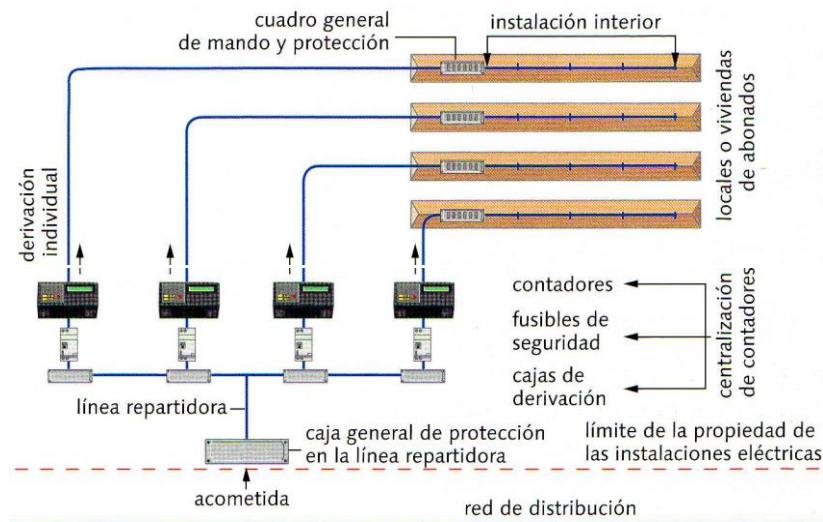 cuadro general
de mando y protección
instalación interior
locales o viviendas
de abonados
derivación
individual
contadores
fusibles de
seguridad
cajas de
derivación
centralización
de contadores
línea repartidora
caja general de protección
en la línea repartidora
límite de la propiedad de
las instalaciones eléctricas
acometida
red de distribución